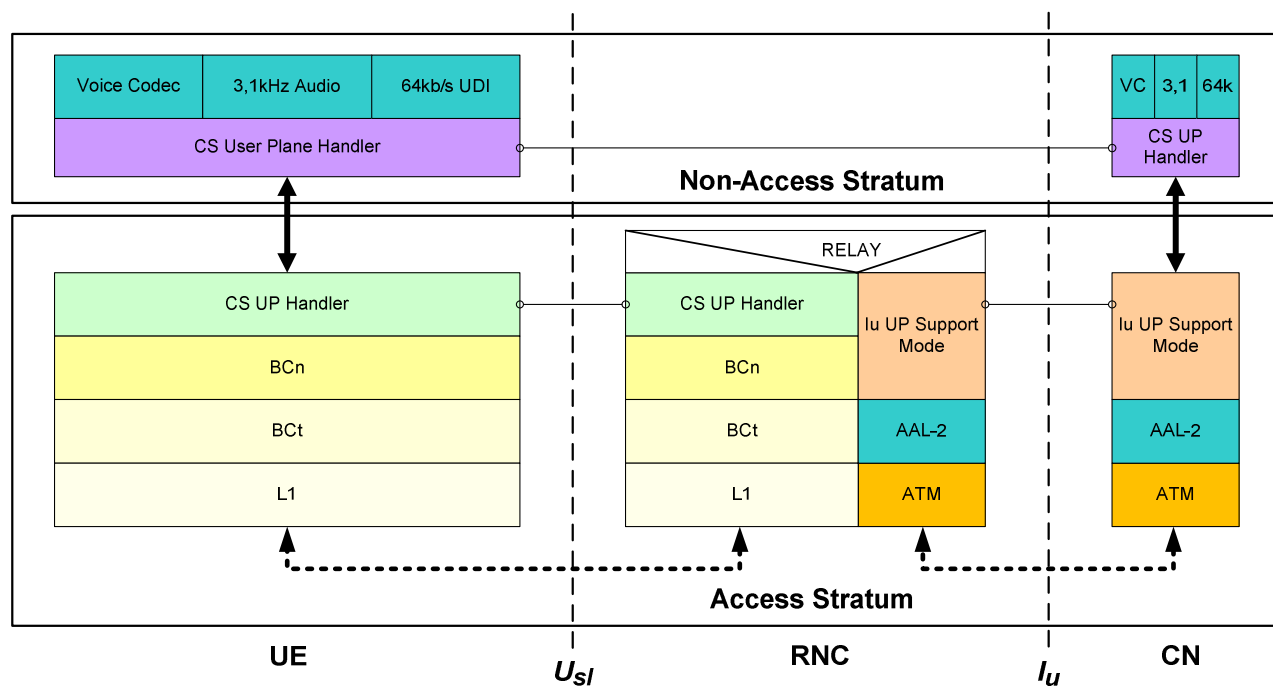 Voice Codec
3,1kHz Audio
64kb/s UDI
CS User Plane Handler
VC
3,1
64k
CS UP
Handler
Non-Access Stratum
RELAY
CS UP Handler
BCn
BCt
L1
CS UP Handler
BCn
BCt
L1
Iu UP Support
Mode
AAL-2
ATM
Iu UP Support
Mode
AAL-2
ATM
Access Stratum
UE
Usl
RNC
Iu
CN